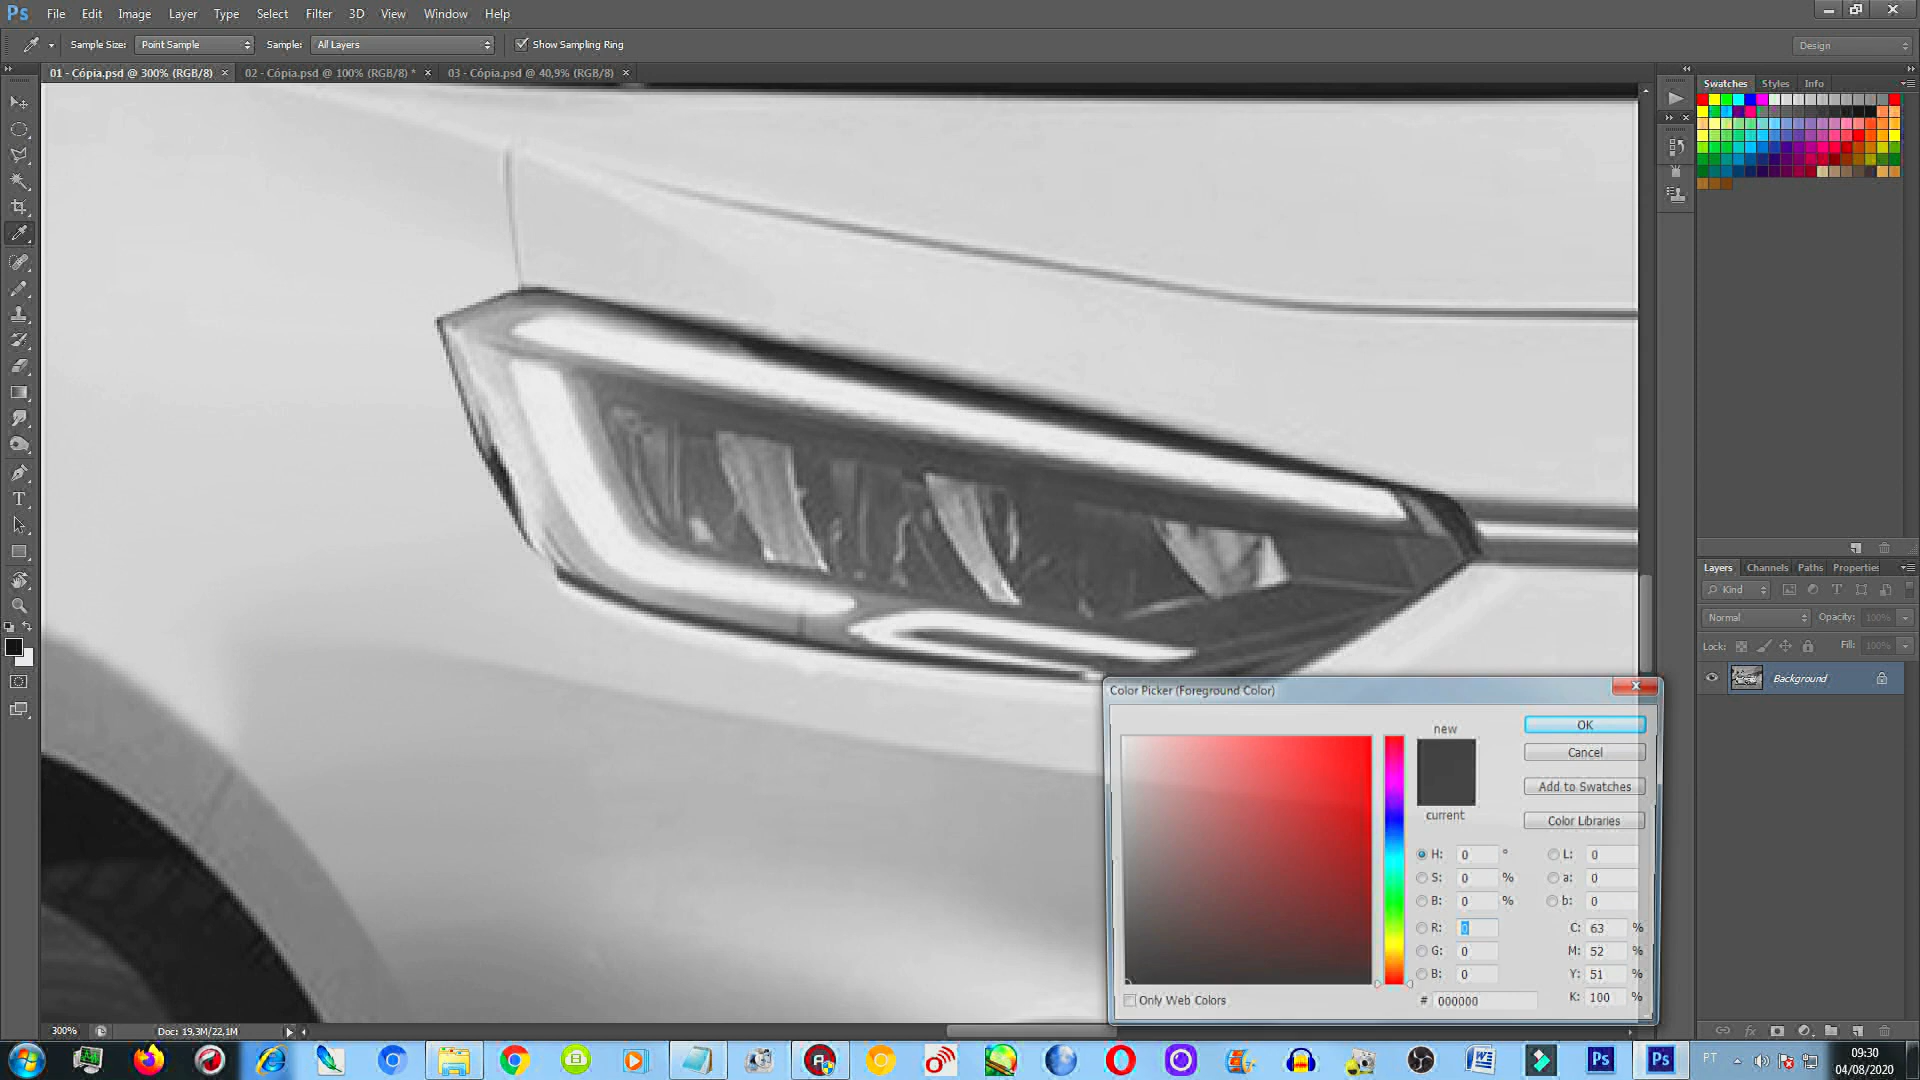 Ps File Edit Image Layer Type Select Filter 3D View Window Help
Sample Size: Point Sample Sample: All Layers Show Sampling Ring Design
01 - Cópia.psd @ 300% (RGB/8) × 02 - Cópia.psd @ 100% (RGB/8) * × 03 - Cópia.psd @ 40,9% (RGB/8) ×
Swatches Styles Info
Layers Channels Paths Properties
Kind
Normal Opacity: 100%
Lock: Fill: 100%
Background
Color Picker (Foreground Color)
new
current
OK
Cancel
Add to Swatches
Color Libraries
H: 0 ° L: 0
S: 0 % a: 0
B: 0 % b: 0
R: 0 C: 63 %
G: 0 M: 52 %
B: 0 Y: 51 %
# 000000 K: 100 %
Only Web Colors
300% Doc: 19,3M/22,1M
PT 09:30
04/08/2020